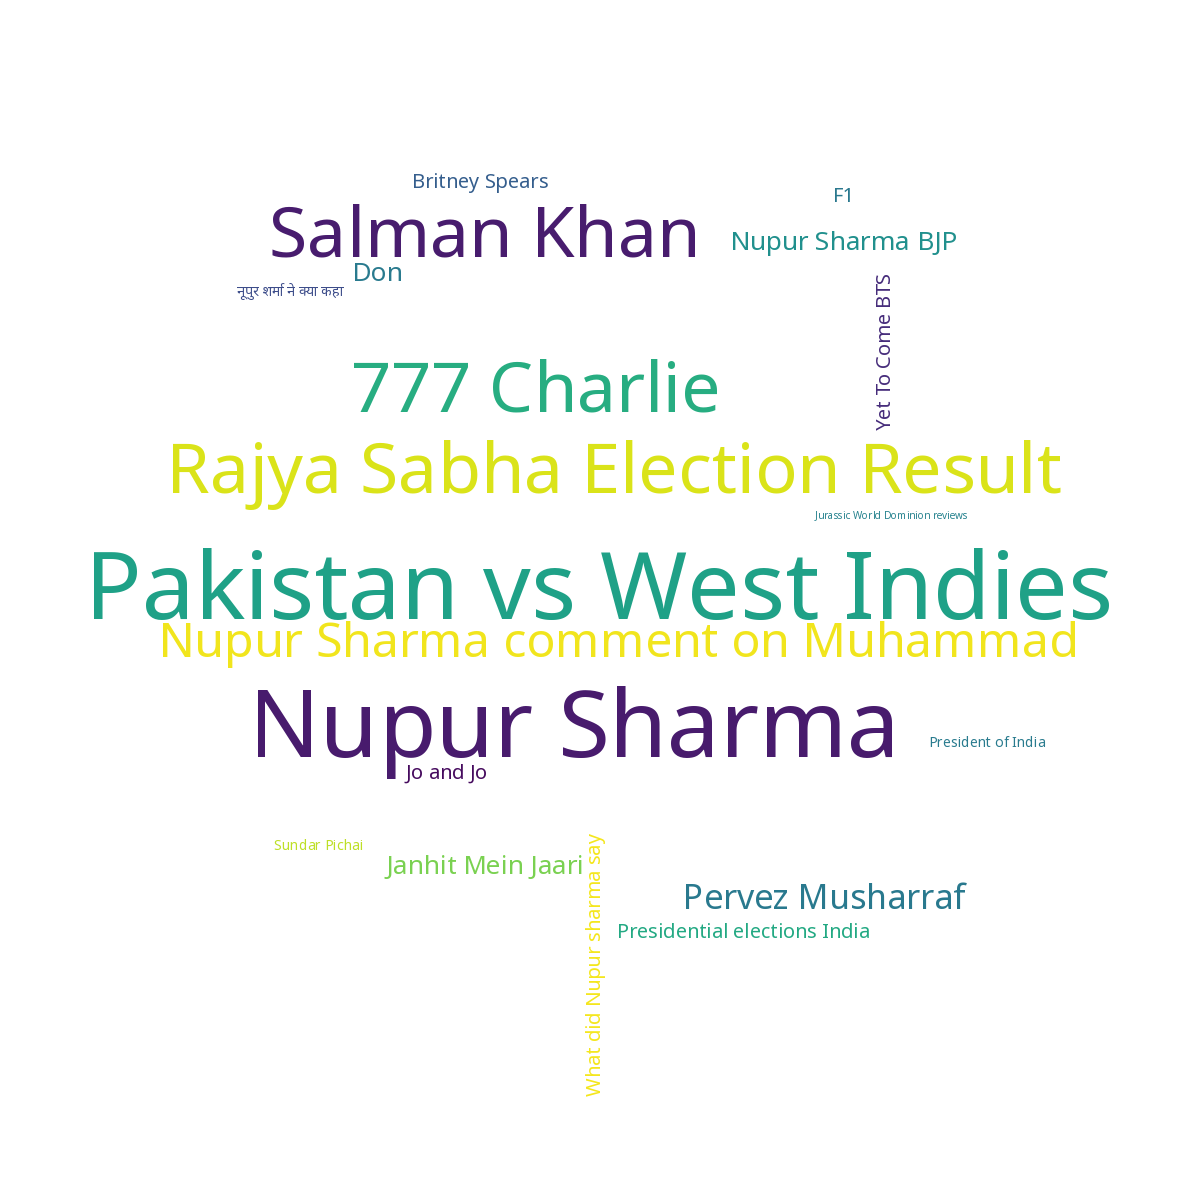 Britney Spears
F1
Salman Khan
Nupur Sharma BJP
Don
नूपुर शर्मा ने क्या कहा
Yet To Come BTS
777 Charlie
Rajya Sabha Election Result
Jurassic World Dominion reviews
Pakistan vs West Indies
Nupur Sharma comment on Muhammad
Nupur Sharma
President of India
Jo and Jo
Sundar Pichai
Janhit Mein Jaari
What did Nupur sharma say
Pervez Musharraf
Presidential elections India